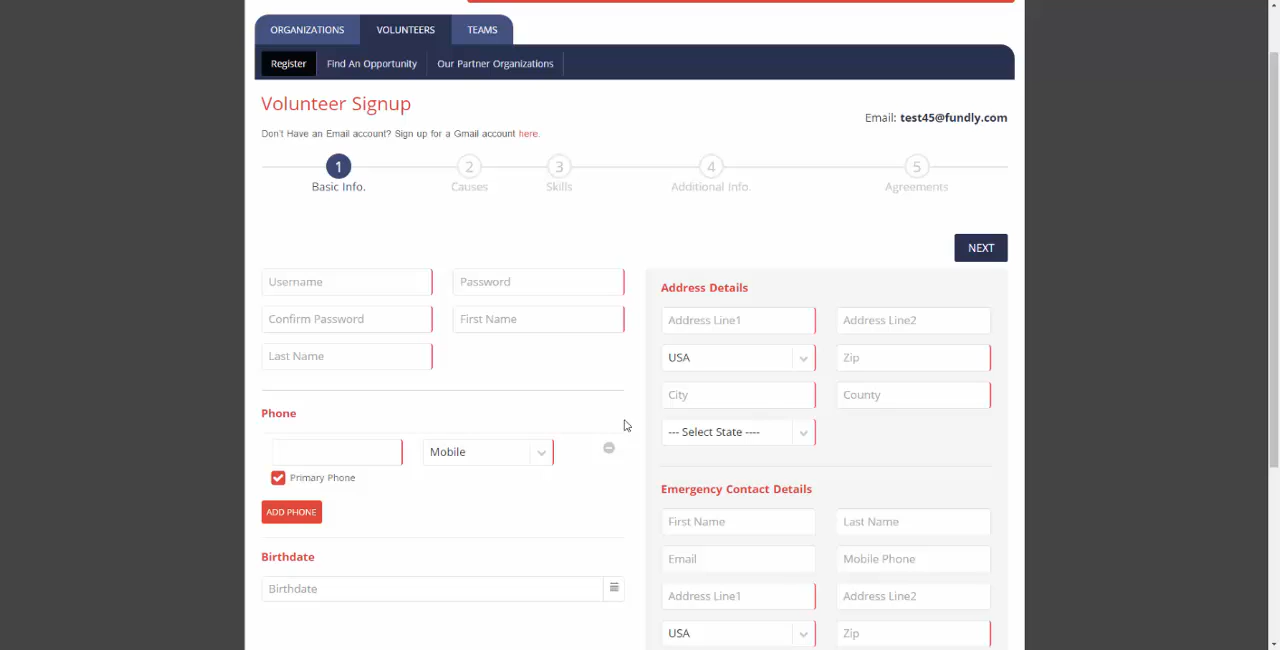 ORGANIZATIONS VOLUNTEERS TEAMS
Register Find An Opportunity Our Partner Organizations
Volunteer Signup
Email: test45@fundly.com
Don't Have an Email account? Sign up for a Gmail account here.
1 2 3 4 5
Basic Info. Causes Skills Additional Info. Agreements
NEXT
Username Password
Confirm Password First Name
Last Name
Phone
Mobile
Primary Phone
ADD PHONE
Birthdate
Birthdate
Address Details
Address Line1 Address Line2
USA Zip
City County
--- Select State ----
Emergency Contact Details
First Name Last Name
Email Mobile Phone
Address Line1 Address Line2
USA Zip